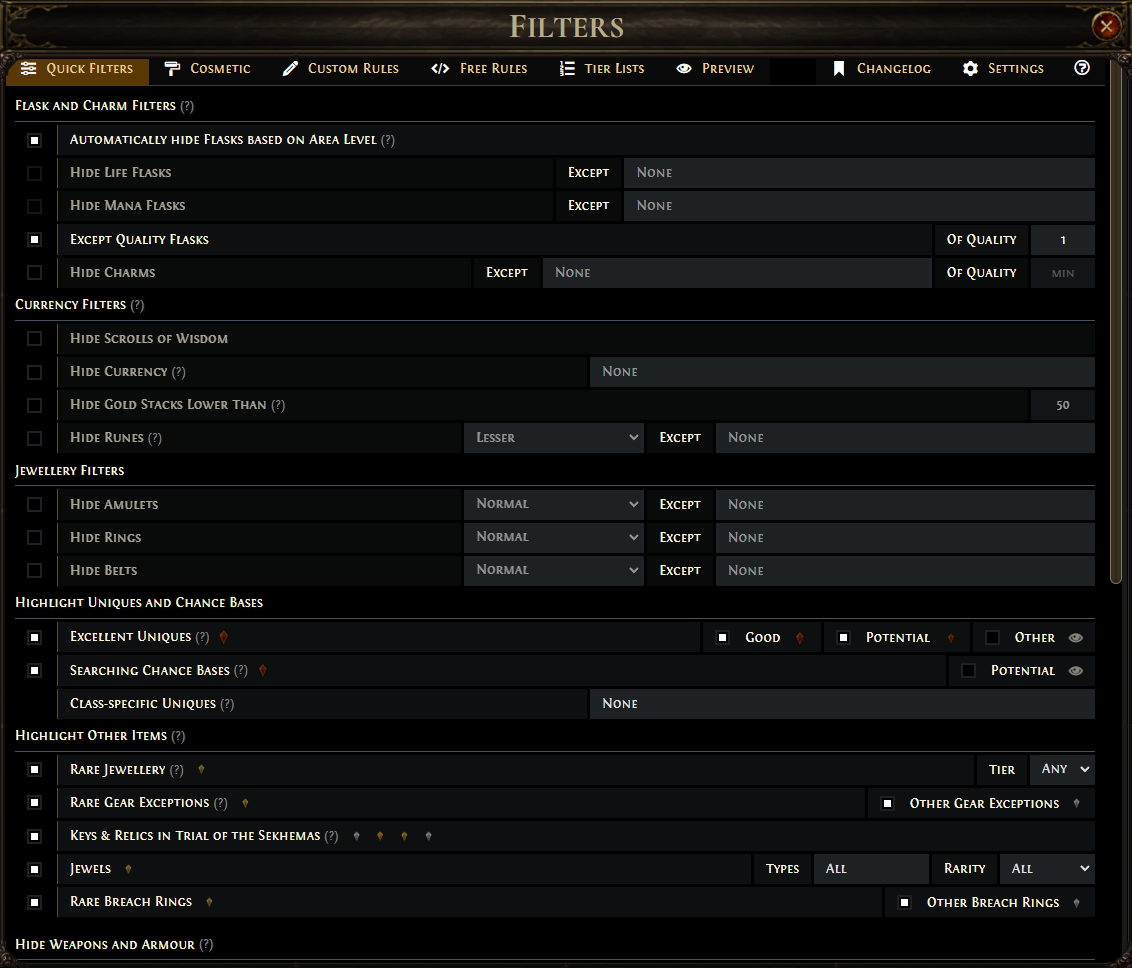 Filters
Quick Filters Cosmetic Custom Rules </> Free Rules Tier Lists Preview Changelog Settings ?
Flask and Charm Filters (?)
Automatically hide Flasks based on Area Level (?)
Hide Life Flasks Except None
Hide Mana Flasks Except None
Except Quality Flasks Of Quality 1
Hide Charms Except None Of Quality min
Currency Filters (?)
Hide Scrolls of Wisdom
Hide Currency (?) None
Hide Gold Stacks Lower Than (?) 50
Hide Runes (?) Lesser Except None
Jewellery Filters
Hide Amulets Normal Except None
Hide Rings Normal Except None
Hide Belts Normal Except None
Highlight Uniques and Chance Bases
Excellent Uniques (?) Good Potential Other
Searching Chance Bases (?) Potential
Class-specific Uniques (?) None
Highlight Other Items (?)
Rare Jewellery (?) Tier Any
Rare Gear Exceptions (?) Other Gear Exceptions
Keys & Relics in Trial of the Sekhemas (?)
Jewels Types All Rarity All
Rare Breach Rings Other Breach Rings
Hide Weapons and Armour (?)